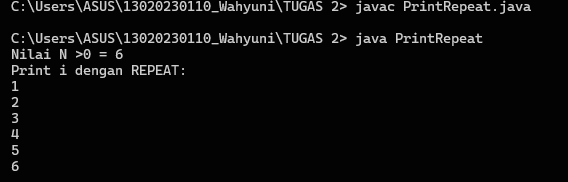 C:\Users\ASUS\13020230110_Wahyuni\TUGAS 2> javac PrintRepeat.java
C:\Users\ASUS\13020230110_Wahyuni\TUGAS 2> java PrintRepeat
Nilai N >0 = 6
Print i dengan REPEAT:
1
2
3
4
5
6